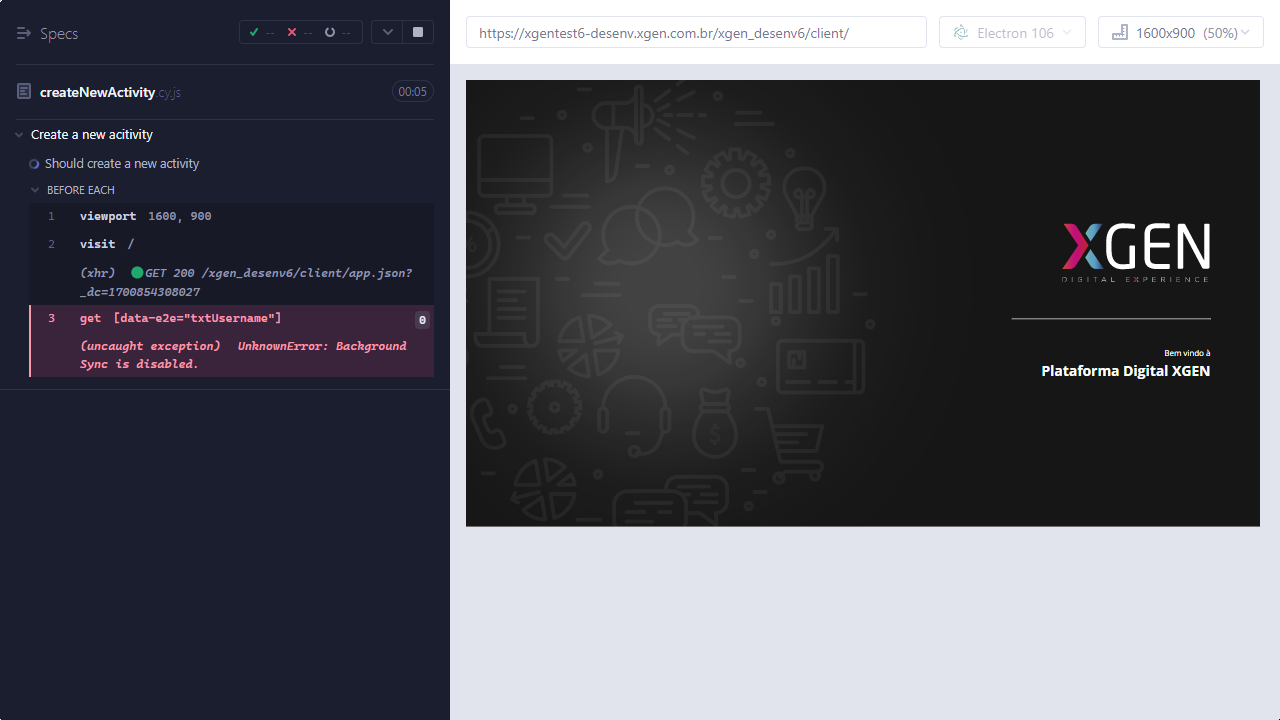 Specs
--
--
--
https://xgentest6-desenv.xgen.com.br/xgen_desenv6/client/
Electron 106
1600x900 (50%)
createNewActivity.cy.js
00:05
Create a new acitivity
Should create a new activity
BEFORE EACH
1 viewport 1600, 900
2 visit /
(xhr) GET 200 /xgen_desenv6/client/app.json?
_dc=1700854308027
3 get [data-e2e="txtUsername"] 0
(uncaught exception) UnknownError: Background
Sync is disabled.
XGEN
DIGITAL EXPERIENCE
Bem vindo à
Plataforma Digital XGEN